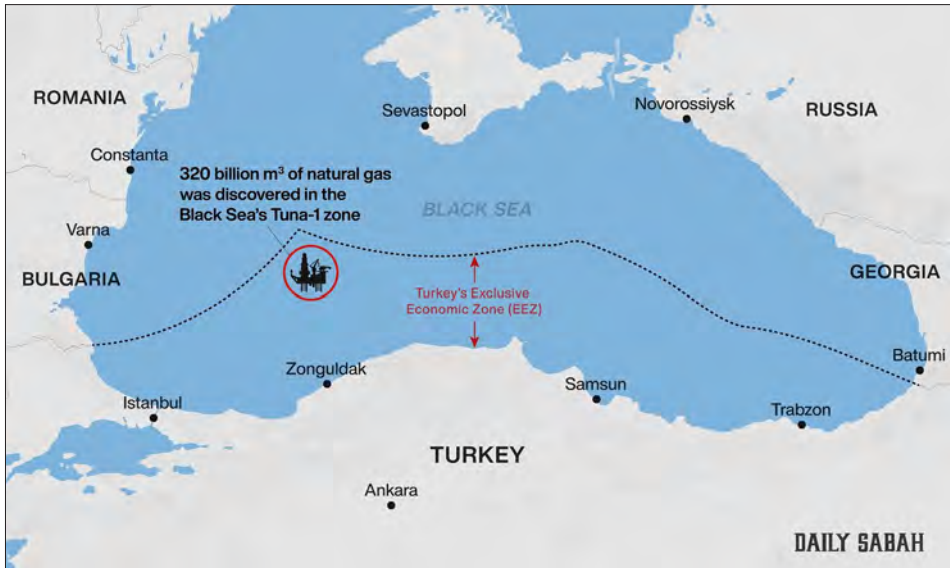 ROMANIA
Sevastopol
Novorossiysk
RUSSIA
Constanta
320 billion m³ of natural gas
was discovered in the
Black Sea's Tuna-1 zone
BLACK SEA
Varna
BULGARIA
GEORGIA
Turkey's Exclusive
Economic Zone (EEZ)
Batumi
Zonguldak
Samsun
Istanbul
Trabzon
TURKEY
Ankara
DAILY SABAH